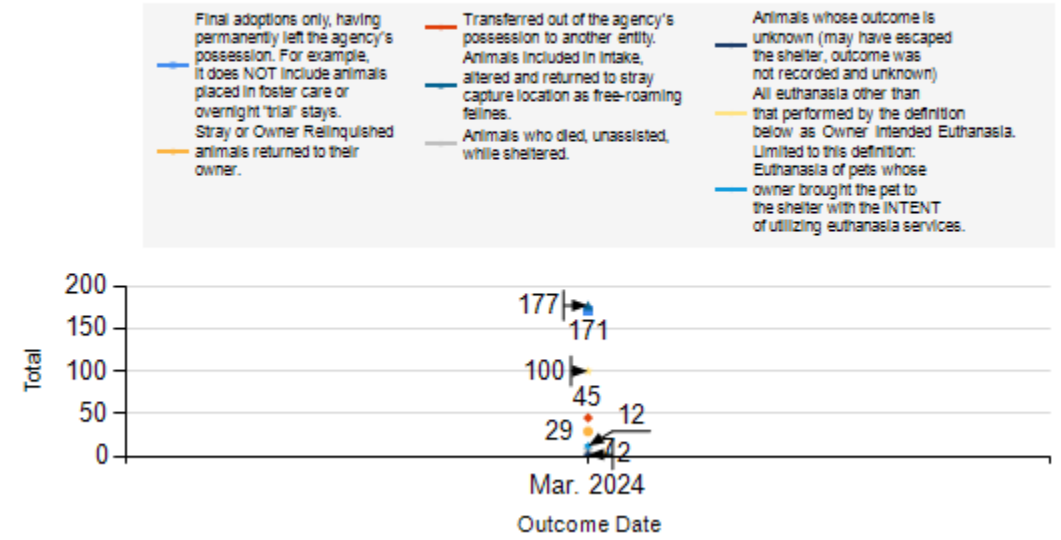 Final adoptions only, having
permanently left the agency's
possession. For example,
it does NOT include animals
placed in foster care or
overnight "trial" stays.
Stray or Owner Relinquished
animals returned to their
owner.
Transferred out of the agency's
possession to another entity.
Animals included in intake,
altered and returned to stray
capture location as free-roaming
felines.
Animals who died, unassisted,
while sheltered.
Animals whose outcome is
unknown (may have escaped
the shelter, outcome was
not recorded and unknown)
All euthanasia other than
that performed by the definition
below as Owner Intended Euthanasia.
Limited to this definition:
Euthanasia of pets whose
owner brought the pet to
the shelter with the INTENT
of utilizing euthanasia services.
200
150
100
50
0
Total
177
171
100
45
12
29
2
Mar. 2024
Outcome Date